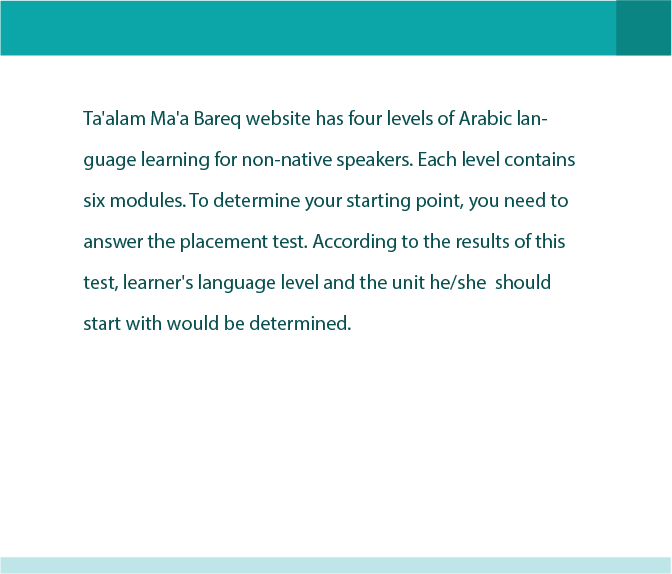 Ta'alam Ma'a Bareq website has four levels of Arabic lan-
guage learning for non-native speakers. Each level contains
six modules. To determine your starting point, you need to
answer the placement test. According to the results of this
test, learner's language level and the unit he/she  should
start with would be determined.